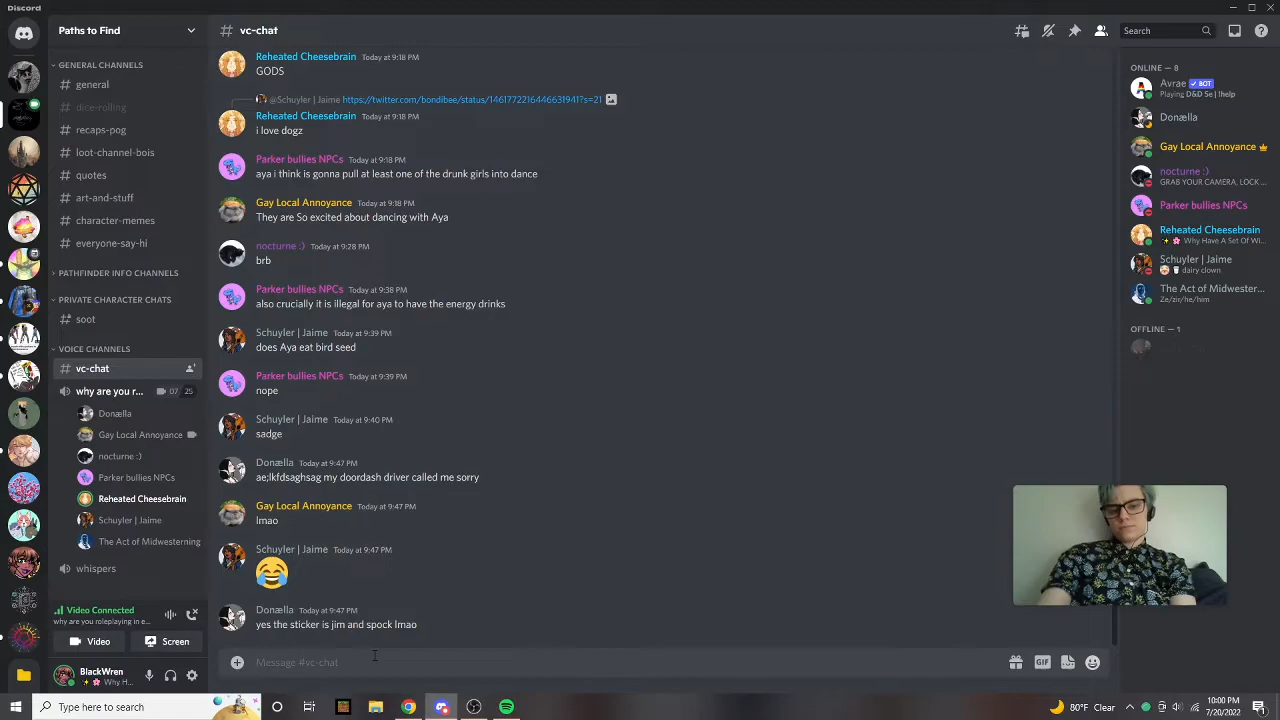 Discord
Paths to Find
# vc-chat
Search
GENERAL CHANNELS
# general
# dice-rolling
# recaps-pog
# loot-channel-bois
# quotes
# art-and-stuff
# character-memes
# everyone-say-hi
PATHFINDER INFO CHANNELS
PRIVATE CHARACTER CHATS
# soot
VOICE CHANNELS
# vc-chat
why are you r... 07 25
Donælla
Gay Local Annoyance
nocturne :)
Parker bullies NPCs
Reheated Cheesebrain
Schuyler | Jaime
The Act of Midwesterning
whispers
Video Connected
why are you roleplaying in e...
Video
Screen
BlackWren
Why H...
Reheated Cheesebrain Today at 9:18 PM
GODS
@Schuyler | Jaime https://twitter.com/bondibee/status/1461772216446631941?s=21
Reheated Cheesebrain Today at 9:18 PM
i love dogz
Parker bullies NPCs Today at 9:18 PM
aya i think is gonna pull at least one of the drunk girls into dance
Gay Local Annoyance Today at 9:18 PM
They are So excited about dancing with Aya
nocturne :) Today at 9:28 PM
brb
Parker bullies NPCs Today at 9:38 PM
also crucially it is illegal for aya to have the energy drinks
Schuyler | Jaime Today at 9:39 PM
does Aya eat bird seed
Parker bullies NPCs Today at 9:39 PM
nope
Schuyler | Jaime Today at 9:40 PM
sadge
Donælla Today at 9:47 PM
ae;lkfdsaghsag my doordash driver called me sorry
Gay Local Annoyance Today at 9:47 PM
lmao
Schuyler | Jaime Today at 9:47 PM
Donælla Today at 9:47 PM
yes the sticker is jim and spock lmao
Message #vc-chat
GIF
ONLINE — 8
Avrae BOT
Playing D&D 5e | !help
Donælla
Gay Local Annoyance
nocturne :)
GRAB YOUR CAMERA, LOCK ...
Parker bullies NPCs
Reheated Cheesebrain
Why Have A Set Of Wi...
Schuyler | Jaime
dairy clown
The Act of Midwester...
Ze/zir/he/him
OFFLINE — 1
Type here to search
80°F Clear
10:00 PM
7/20/2022